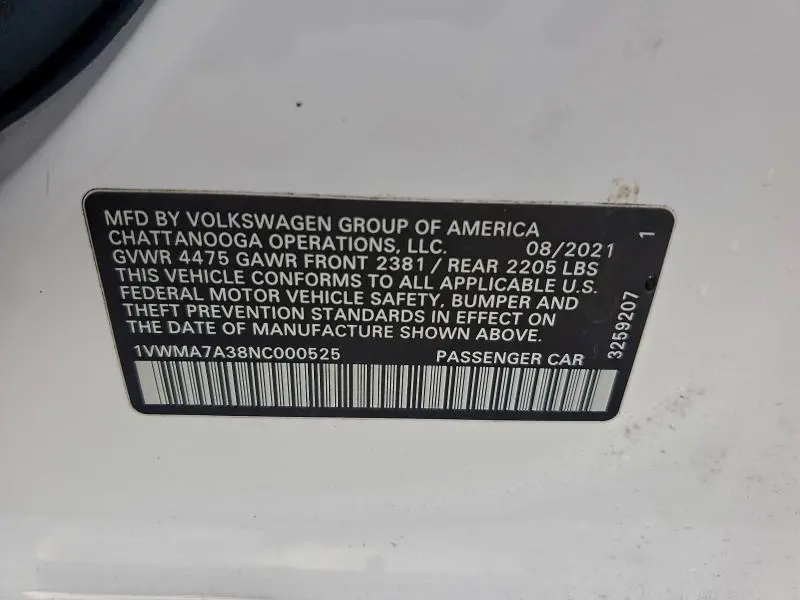 MFD BY VOLKSWAGEN GROUP OF AMERICA
CHATTANOOGA OPERATIONS, LLC. 08/2021
GVWR 4475 GAWR FRONT 2381 / REAR 2205 LBS
THIS VEHICLE CONFORMS TO ALL APPLICABLE U.S.
FEDERAL MOTOR VEHICLE SAFETY, BUMPER AND
THEFT PREVENTION STANDARDS IN EFFECT ON
THE DATE OF MANUFACTURE SHOWN ABOVE.
1VWMA7A38NC000525 PASSENGER CAR
3259207 1